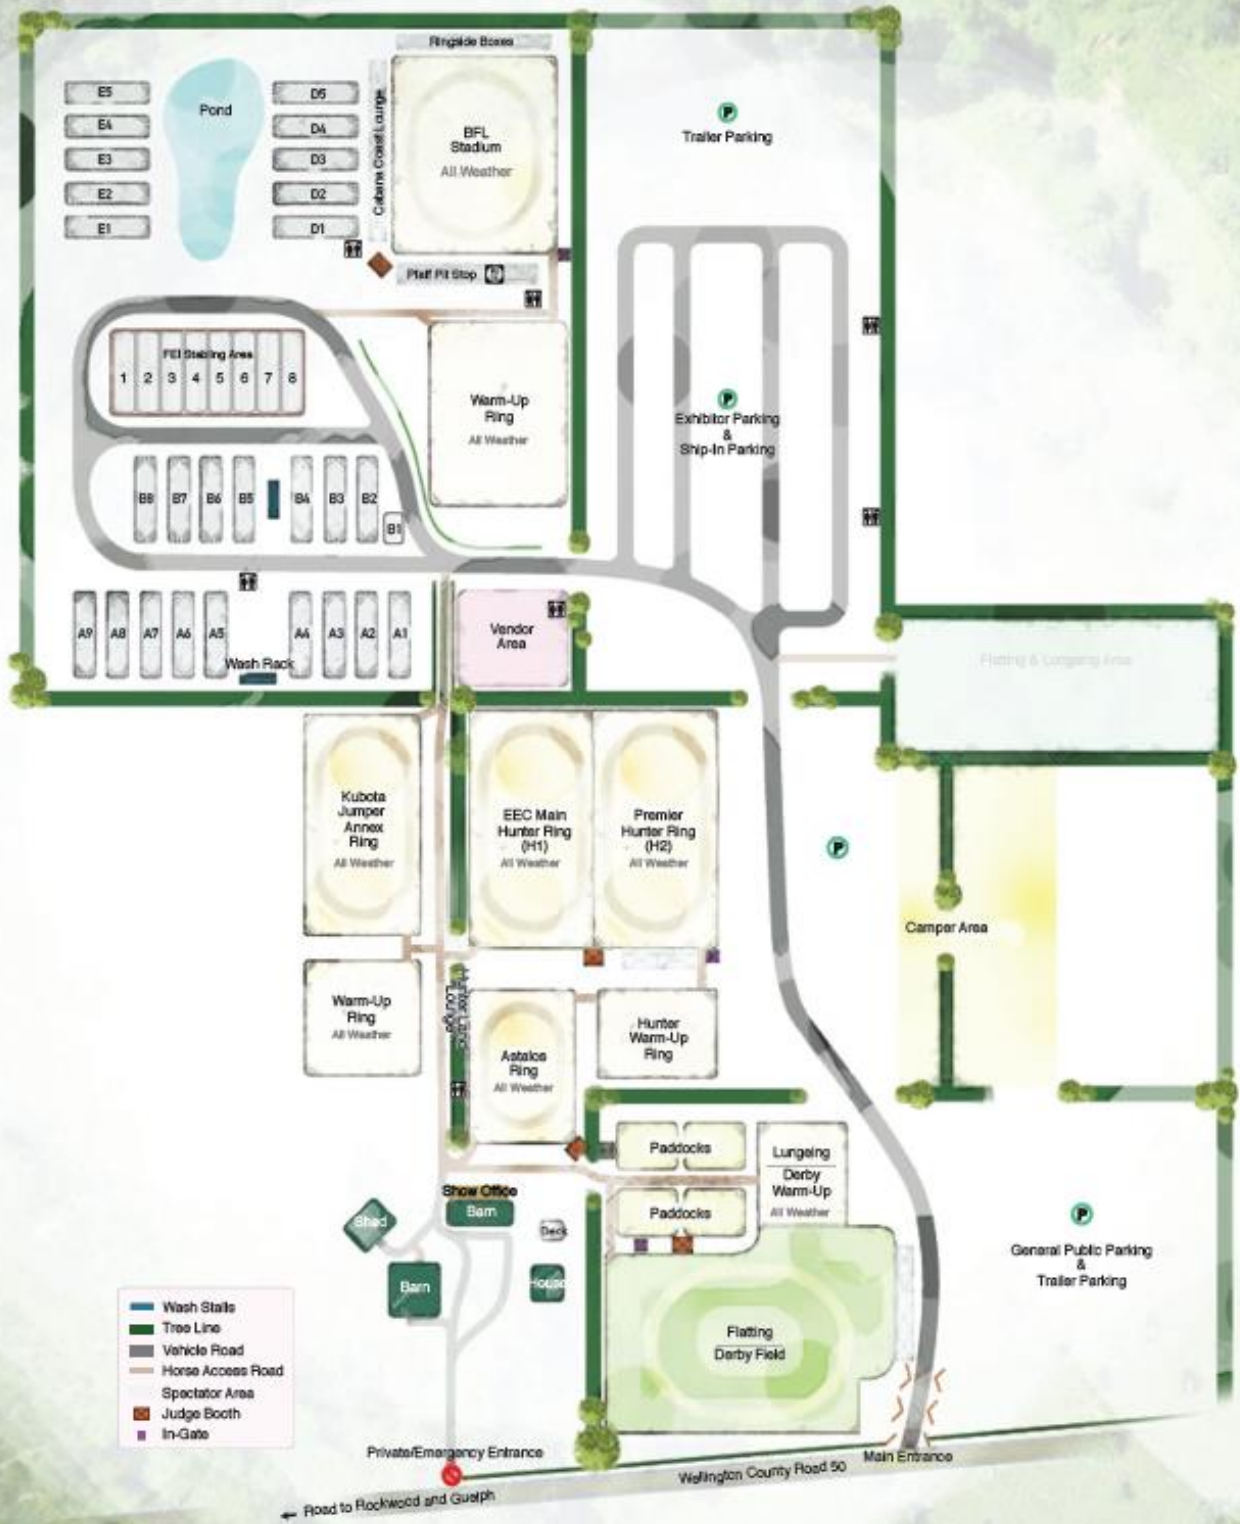 Ringside Boxes
E5
E4
E3
E2
E1
Pond
D5
D4
D3
D2
D1
Cabana Coast Lounge
BFL
Stadium
All Weather
P
Trailer Parking
Pfaff Pit Stop
FEI Stabling Area
1 2 3 4 5 6 7 8
Warm-Up
Ring
All Weather
P
Exhibitor Parking
&
Ship-In Parking
B8 B7 B6 B5 B4 B3 B2
B1
A9 A8 A7 A6 A5 A4 A3 A2 A1
Wash Rack
Vendor
Area
Flatting & Lungeing Area
Kubota
Jumper
Annex
Ring
All Weather
EEC Main
Hunter Ring
(H1)
All Weather
Premier
Hunter Ring
(H2)
All Weather
P
Camper Area
Warm-Up
Ring
All Weather
Hunter Land
Lounge
Astalos
Ring
All Weather
Hunter
Warm-Up
Ring
Paddocks
Lungeing
Derby
Warm-Up
All Weather
Paddocks
Show Office
Barn
Shed
Deck
Barn
House
P
General Public Parking
&
Trailer Parking
Flatting
Derby Field
Wash Stalls
Tree Line
Vehicle Road
Horse Access Road
Spectator Area
Judge Booth
In-Gate
Private/Emergency Entrance
Main Entrance
Wellington County Road 50
← Road to Rockwood and Guelph